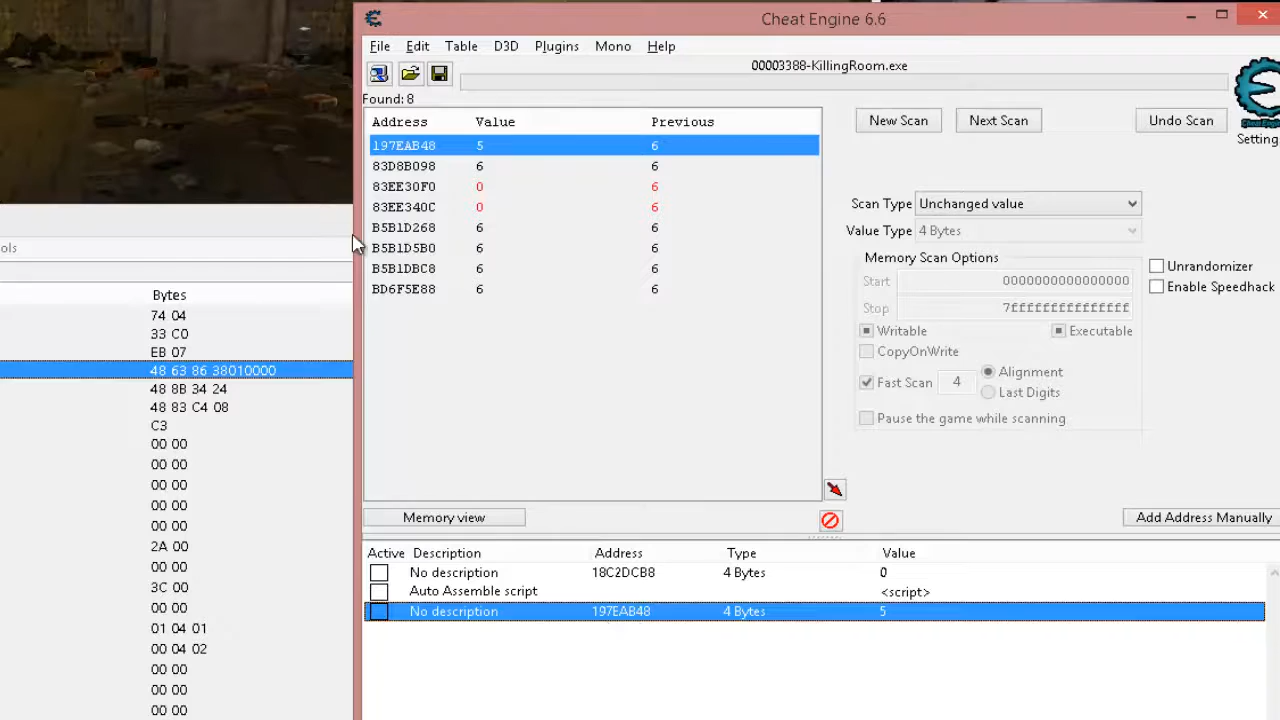 Cheat Engine 6.6
File Edit Table D3D Plugins Mono Help
00003388-KillingRoom.exe
Found: 8
Address Value Previous
197EAB48 5 6
83D8B098 6 6
83EE30F0 0 6
83EE340C 0 6
B5B1D268 6 6
B5B1D5B0 6 6
B5B1DBC8 6 6
BD6F5E88 6 6
New Scan Next Scan Undo Scan
Setting
Scan Type Unchanged value
Value Type 4 Bytes
Memory Scan Options
Start 0000000000000000
Stop 7fffffffffffffff
Writable Executable
CopyOnWrite
Fast Scan 4 Alignment
Last Digits
Pause the game while scanning
Unrandomizer
Enable Speedhack
Memory view
Add Address Manually
Active Description Address Type Value
No description 18C2DCB8 4 Bytes 0
Auto Assemble script <script>
No description 197EAB48 4 Bytes 5
ols
Bytes
74 04
33 C0
EB 07
48 63 86 38010000
48 8B 34 24
48 83 C4 08
C3
00 00
00 00
00 00
00 00
00 00
2A 00
00 00
3C 00
00 00
01 04 01
00 04 02
00 00
00 00
00 00